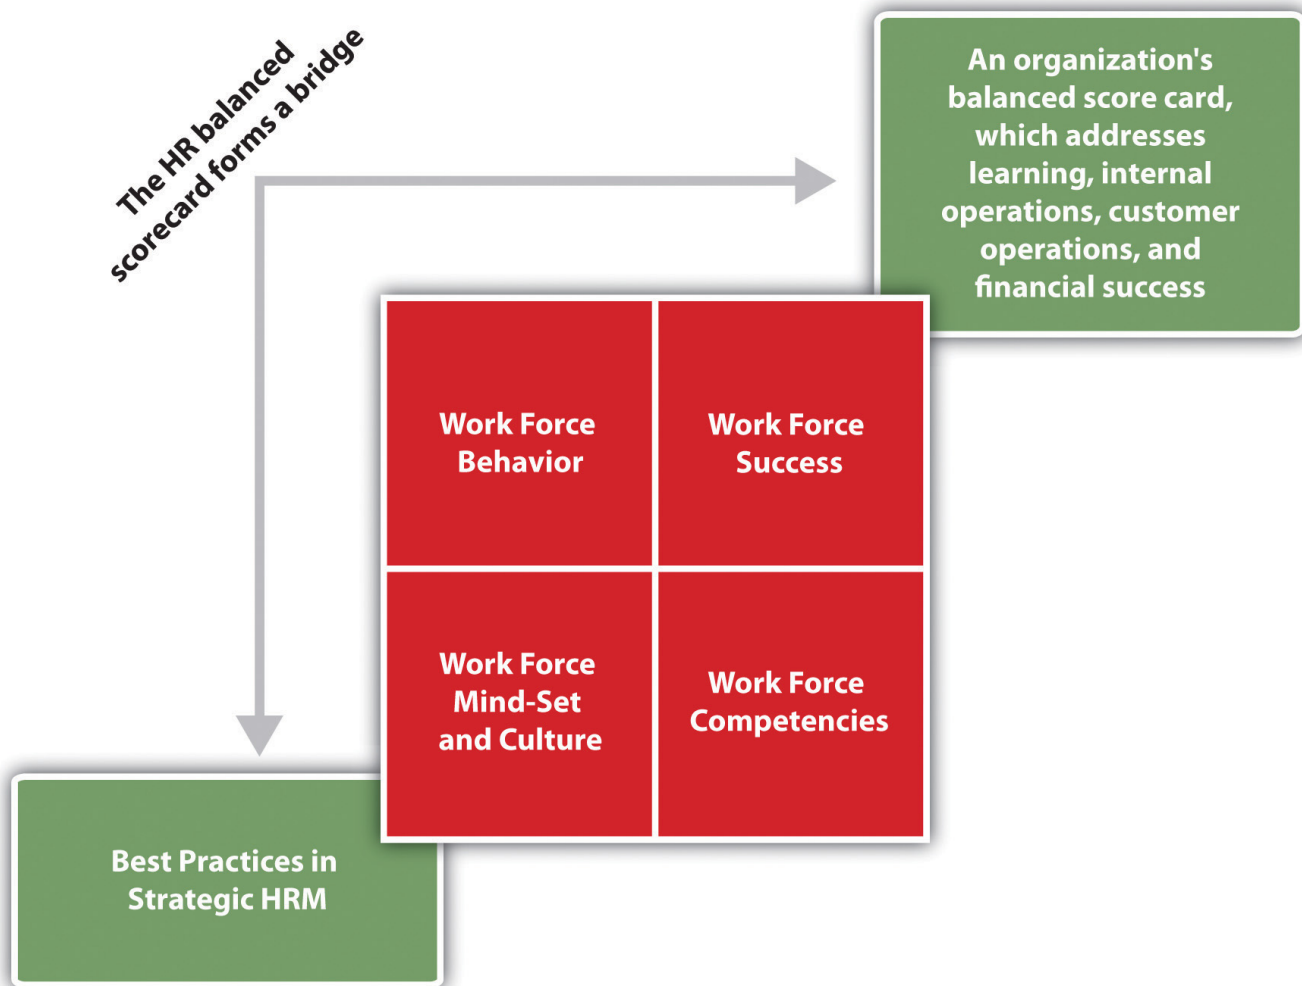 The HR balanced
scorecard forms a bridge
An organization's
balanced score card,
which addresses
learning, internal
operations, customer
operations, and
financial success
Work Force
Behavior
Work Force
Success
Work Force
Mind-Set
and Culture
Work Force
Competencies
Best Practices in
Strategic HRM